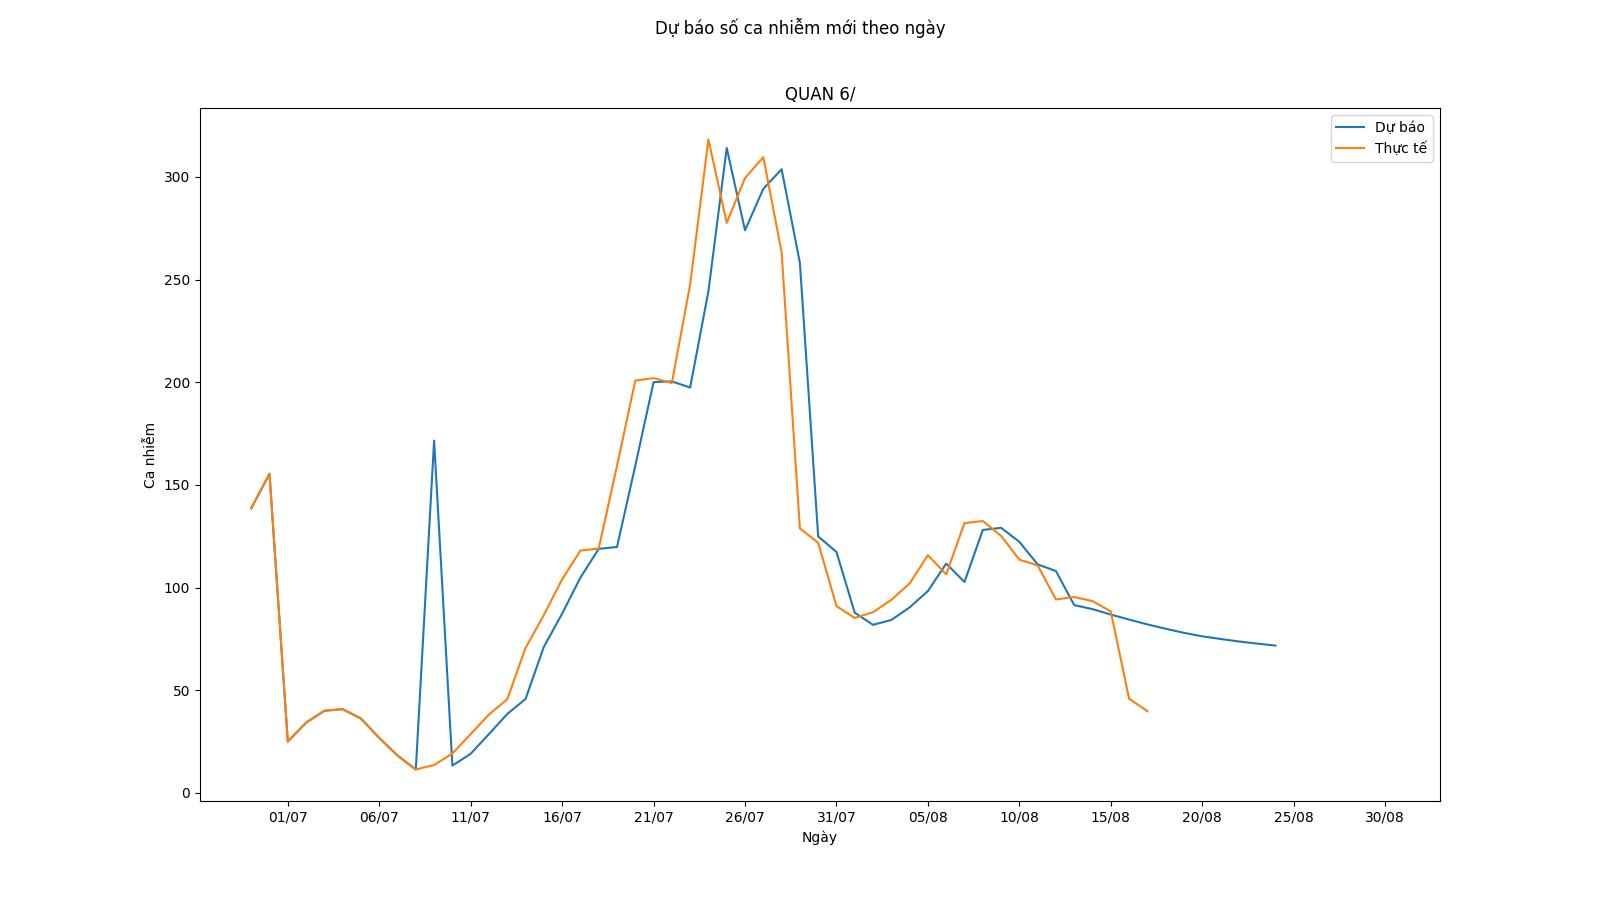 Dự báo số ca nhiễm mới theo ngày
QUAN 6/
Dự báo
Thực tế
300
250
200
150
100
50
0
Ca nhiễm
01/07 06/07 11/07 16/07 21/07 26/07 31/07 05/08 10/08 15/08 20/08 25/08 30/08
Ngày